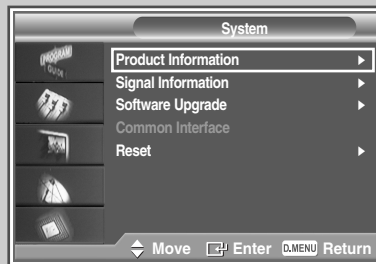 System
PROGRAM
GUIDE
Product Information
Signal Information
Software Upgrade
Common Interface
Reset
Move Enter D.MENU Return